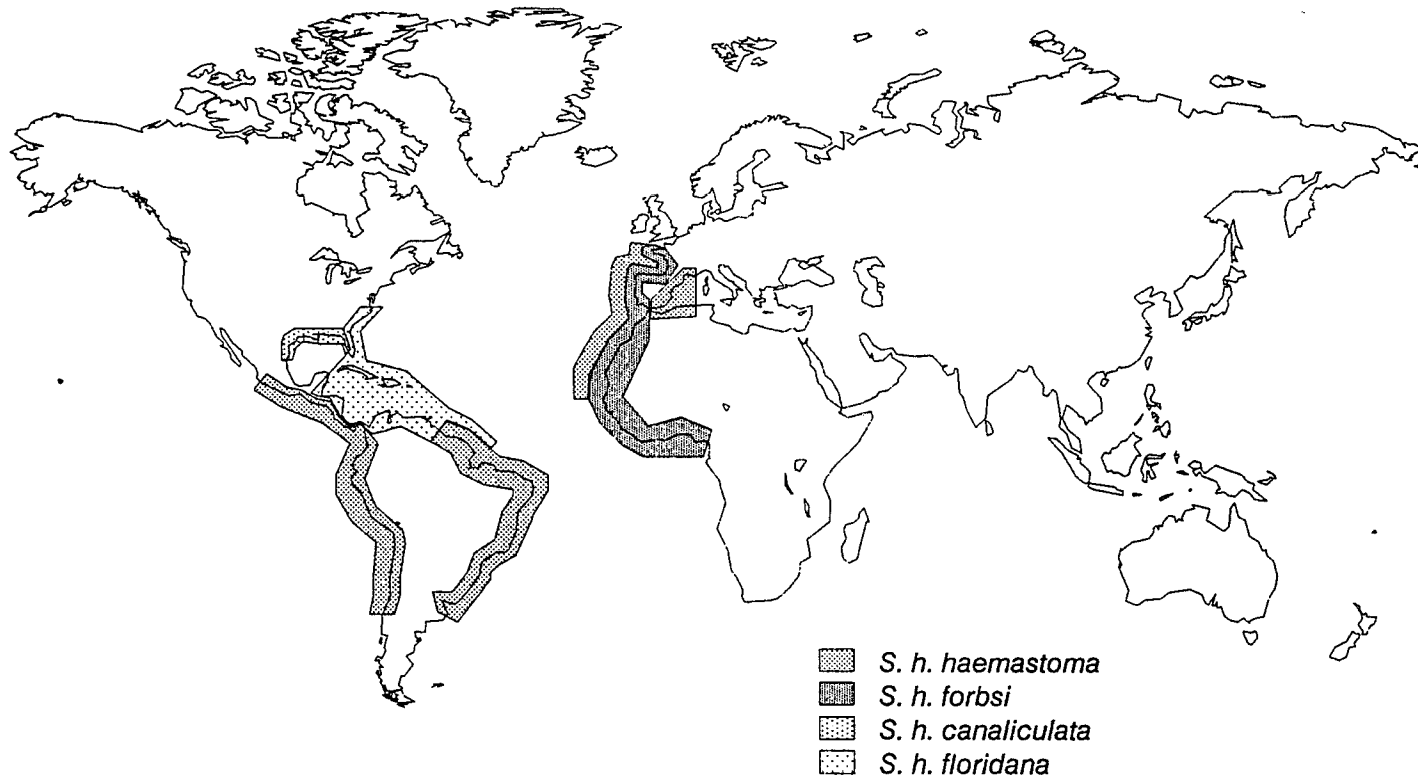 S. h. haemastoma
S. h. forbsi
S. h. canaliculata
S. h. floridana